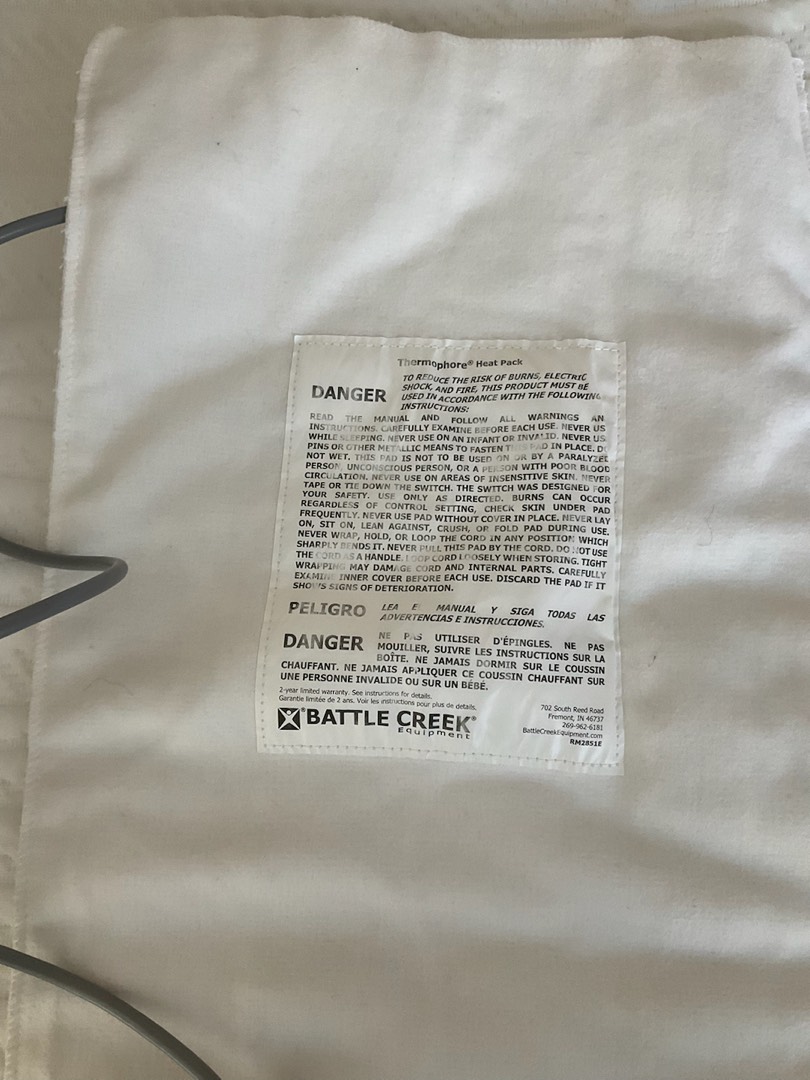 Thermophore® Heat Pack
DANGER
TO REDUCE THE RISK OF BURNS, ELECTRIC
SHOCK, AND FIRE, THIS PRODUCT MUST BE
USED IN ACCORDANCE WITH THE FOLLOWING
INSTRUCTIONS:
READ THE MANUAL AND FOLLOW ALL WARNINGS AN
INSTRUCTIONS. CAREFULLY EXAMINE BEFORE EACH USE. NEVER US
WHILE SLEEPING. NEVER USE ON AN INFANT OR INVALID. NEVER US
PINS OR OTHER METALLIC MEANS TO FASTEN THIS PAD IN PLACE. D
NOT WET. THIS PAD IS NOT TO BE USED ON OR BY A PARALYZED
PERSON, UNCONSCIOUS PERSON, OR A PERSON WITH POOR BLOOD
CIRCULATION. NEVER USE ON AREAS OF INSENSITIVE SKIN. NEVER
TAPE OR TIE DOWN THE SWITCH. THE SWITCH WAS DESIGNED FOR
YOUR SAFETY. USE ONLY AS DIRECTED. BURNS CAN OCCUR
REGARDLESS OF CONTROL SETTING, CHECK SKIN UNDER PAD
FREQUENTLY. NEVER USE PAD WITHOUT COVER IN PLACE. NEVER LAY
ON, SIT ON, LEAN AGAINST, CRUSH, OR FOLD PAD DURING USE.
NEVER WRAP, HOLD, OR LOOP THE CORD IN ANY POSITION WHICH
SHARPLY BENDS IT. NEVER PULL THIS PAD BY THE CORD. DO NOT USE
THE CORD AS A HANDLE. LOOP CORD LOOSELY WHEN STORING. TIGHT
WRAPPING MAY DAMAGE CORD AND INTERNAL PARTS. CAREFULLY
EXAMINE INNER COVER BEFORE EACH USE. DISCARD THE PAD IF IT
SHOWS SIGNS OF DETERIORATION.
PELIGRO
LEA E MANUAL Y SIGA TODAS LAS
ADVERTENCIAS E INSTRUCCIONES.
DANGER
NE PAS UTILISER D'ÉPINGLES. NE PAS
MOUILLER, SUIVRE LES INSTRUCTIONS SUR LA
BOÎTE. NE JAMAIS DORMIR SUR LE COUSSIN
CHAUFFANT. NE JAMAIS APPLIQUER CE COUSSIN CHAUFFANT SUR
UNE PERSONNE INVALIDE OU SUR UN BÉBÉ.
2-year limited warranty. See instructions for details.
Garantie limitée de 2 ans. Voir les instructions pour plus de details.
BATTLE CREEK®
Equipment
702 South Reed Road
Fremont, IN 46737
269-962-6181
BattleCreekEquipment.com
RM2851E